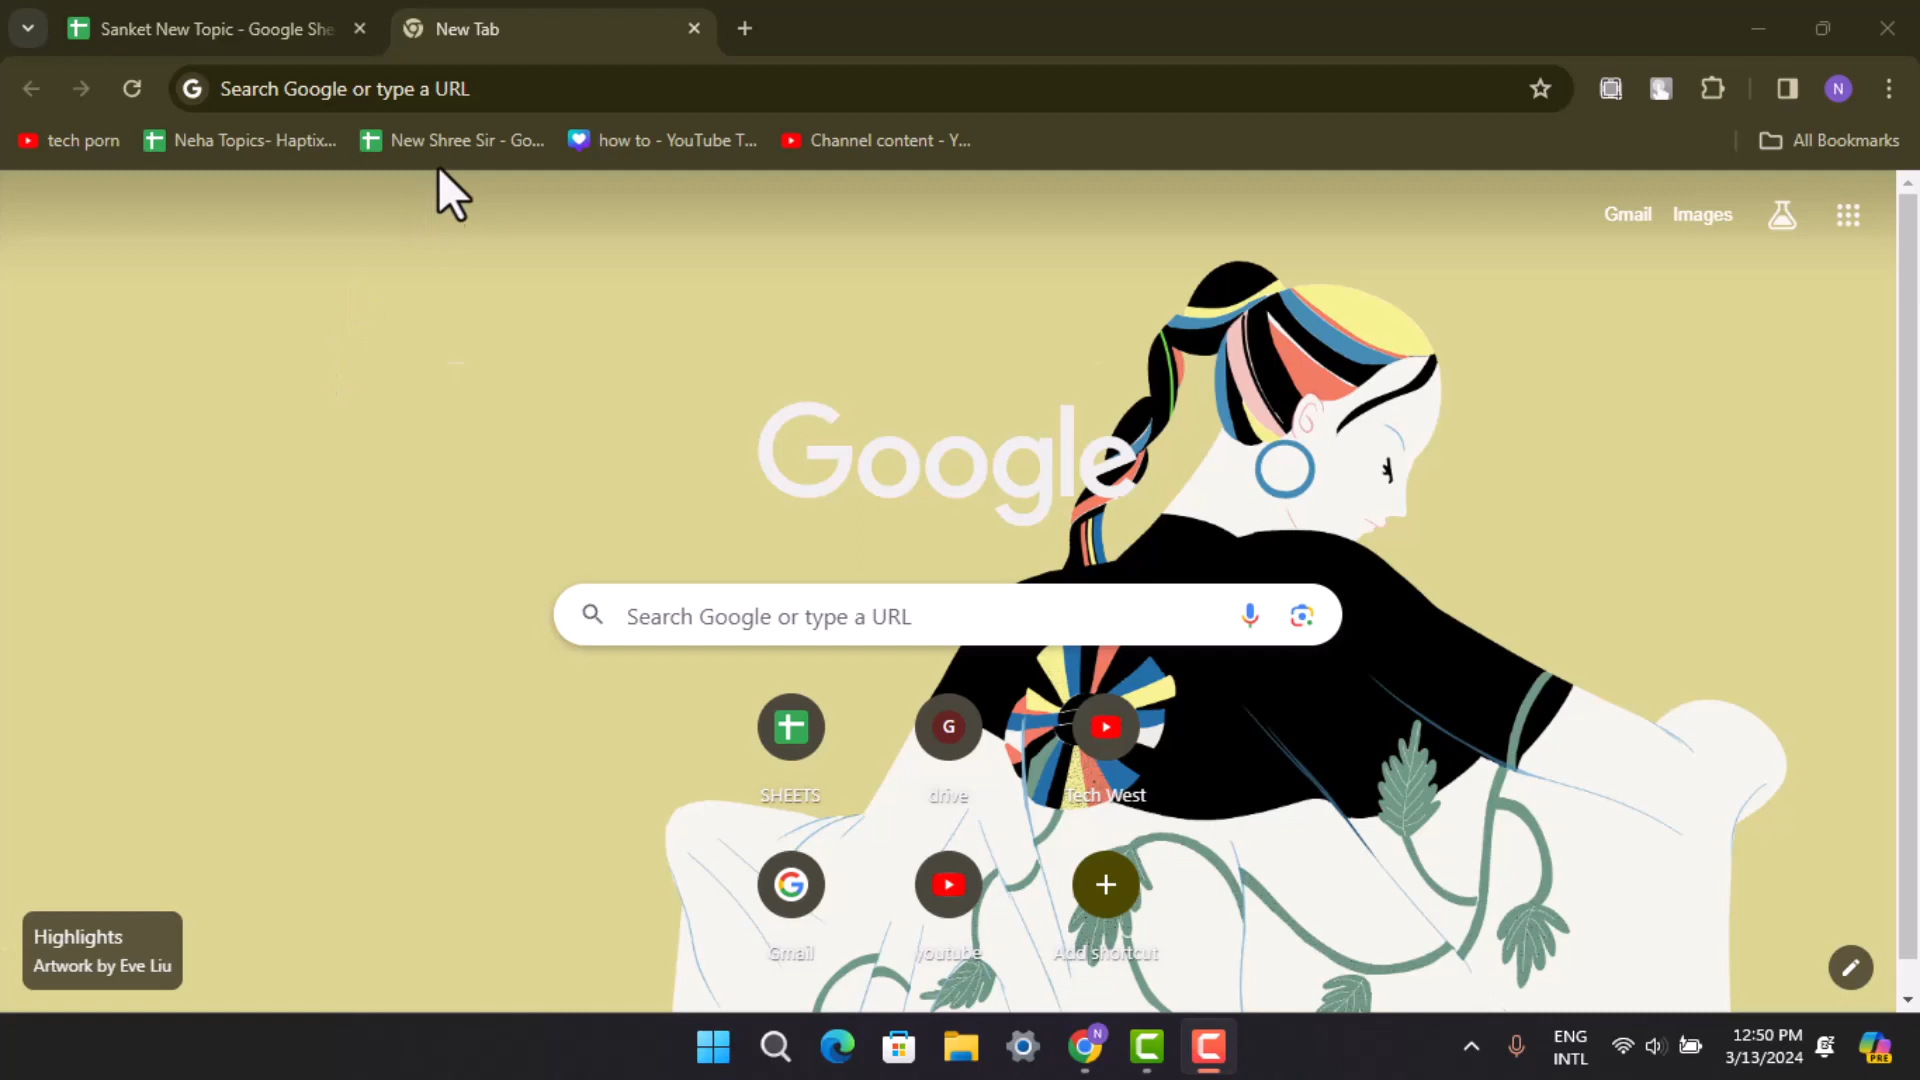 Sanket New Topic - Google She
New Tab
Search Google or type a URL
N
tech porn
Neha Topics- Haptix...
New Shree Sir - Go...
how to - YouTube T...
Channel content - Y...
All Bookmarks
Gmail
Images
Google
Search Google or type a URL
G
SHEETS
drive
Tech West
Gmail
youtube
Add shortcut
Highlights
Artwork by Eve Liu
N
ENG
INTL
12:50 PM
3/13/2024
PRE